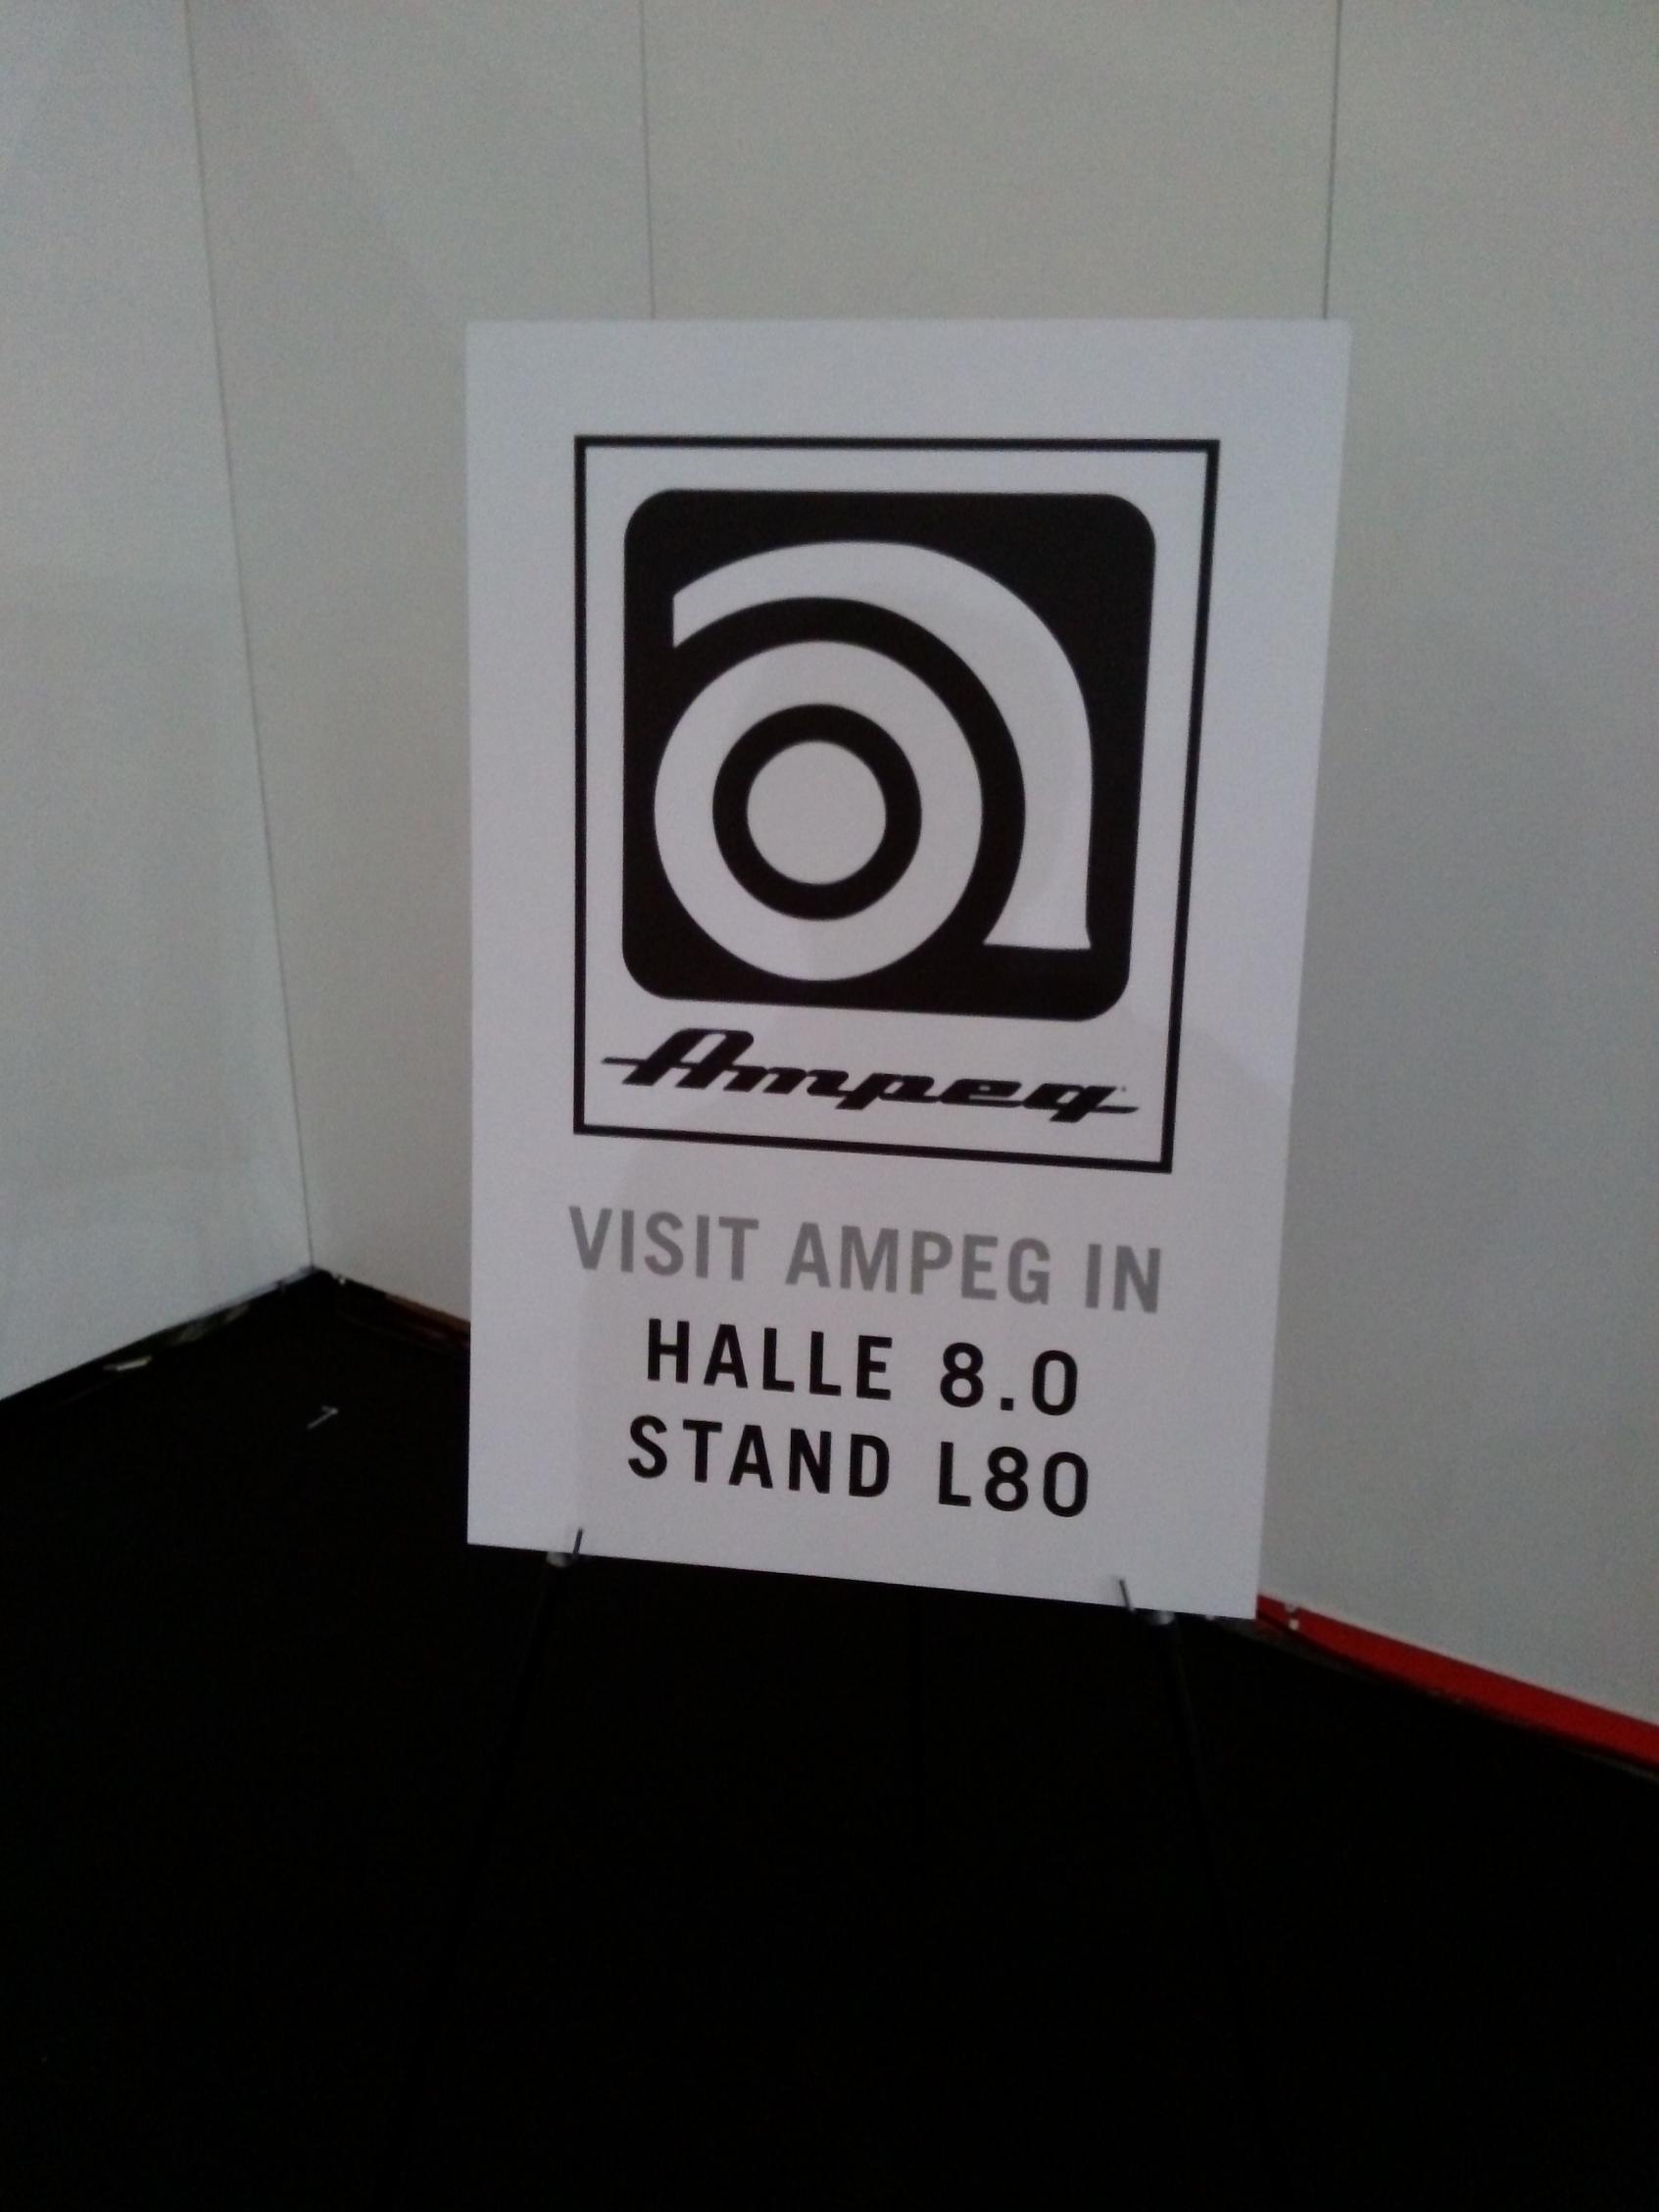 Ampeg
VISIT AMPEG IN
HALLE 8.0
STAND L80